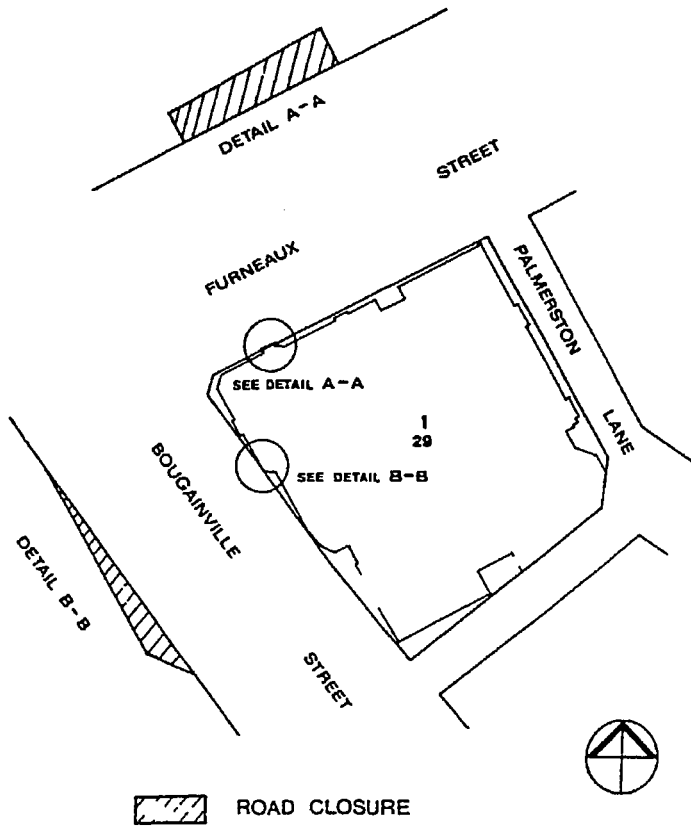 DETAIL A-A
STREET
FURNEAUX
PALMERSTON
LANE
SEE DETAIL A-A
1
29
BOUGAINVILLE
SEE DETAIL B-B
DETAIL B-B
STREET
ROAD CLOSURE